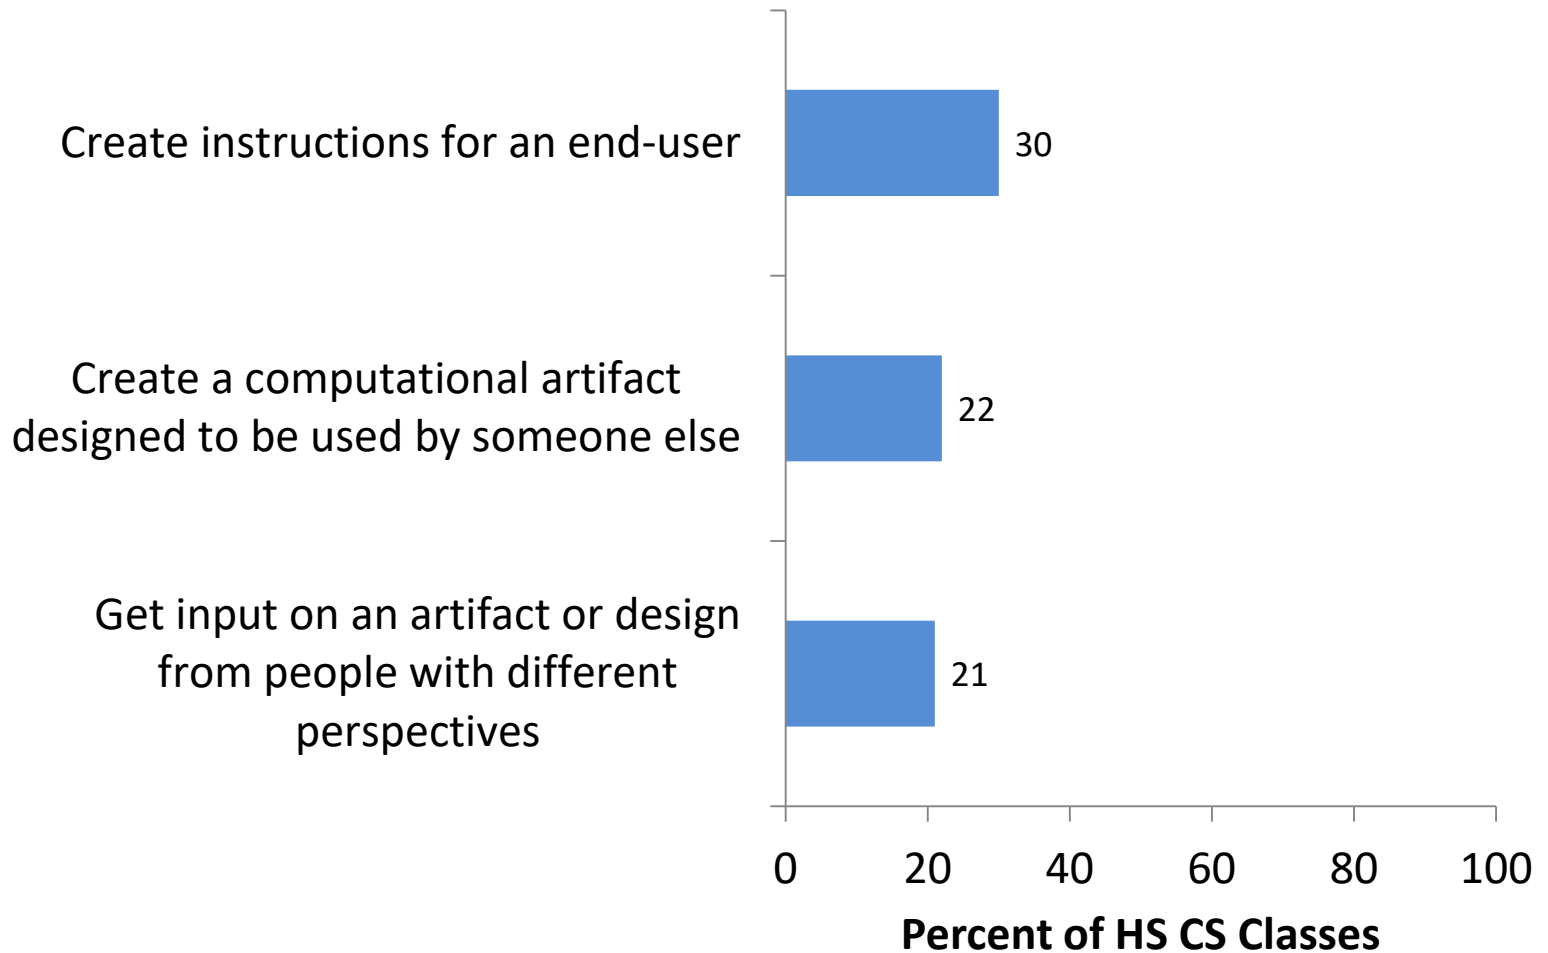 Create instructions for an end-user
30
Create a computational artifact
designed to be used by someone else
22
Get input on an artifact or design
from people with different
perspectives
21
0 20 40 60 80 100
Percent of HS CS Classes